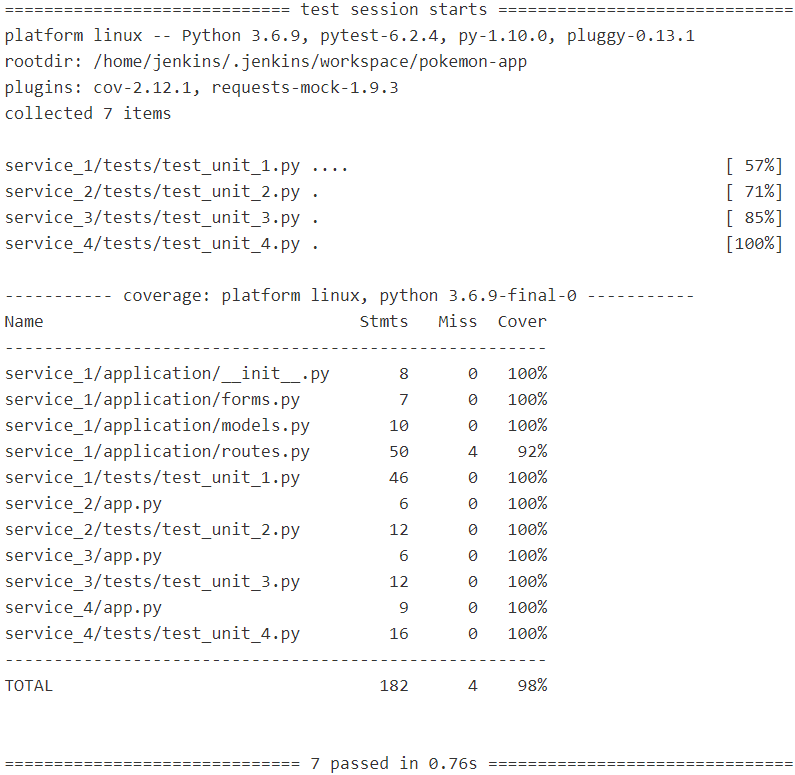 ============================= test session starts ==============================
platform linux -- Python 3.6.9, pytest-6.2.4, py-1.10.0, pluggy-0.13.1
rootdir: /home/jenkins/.jenkins/workspace/pokemon-app
plugins: cov-2.12.1, requests-mock-1.9.3
collected 7 items

service_1/tests/test_unit_1.py ....                                      [ 57%]
service_2/tests/test_unit_2.py .                                         [ 71%]
service_3/tests/test_unit_3.py .                                         [ 85%]
service_4/tests/test_unit_4.py .                                         [100%]

----------- coverage: platform linux, python 3.6.9-final-0 -----------
Name                                Stmts   Miss  Cover
-------------------------------------------------------
service_1/application/__init__.py       8      0   100%
service_1/application/forms.py          7      0   100%
service_1/application/models.py        10      0   100%
service_1/application/routes.py        50      4    92%
service_1/tests/test_unit_1.py         46      0   100%
service_2/app.py                        6      0   100%
service_2/tests/test_unit_2.py         12      0   100%
service_3/app.py                        6      0   100%
service_3/tests/test_unit_3.py         12      0   100%
service_4/app.py                        9      0   100%
service_4/tests/test_unit_4.py         16      0   100%
-------------------------------------------------------
TOTAL                                 182      4    98%


============================== 7 passed in 0.76s ===============================